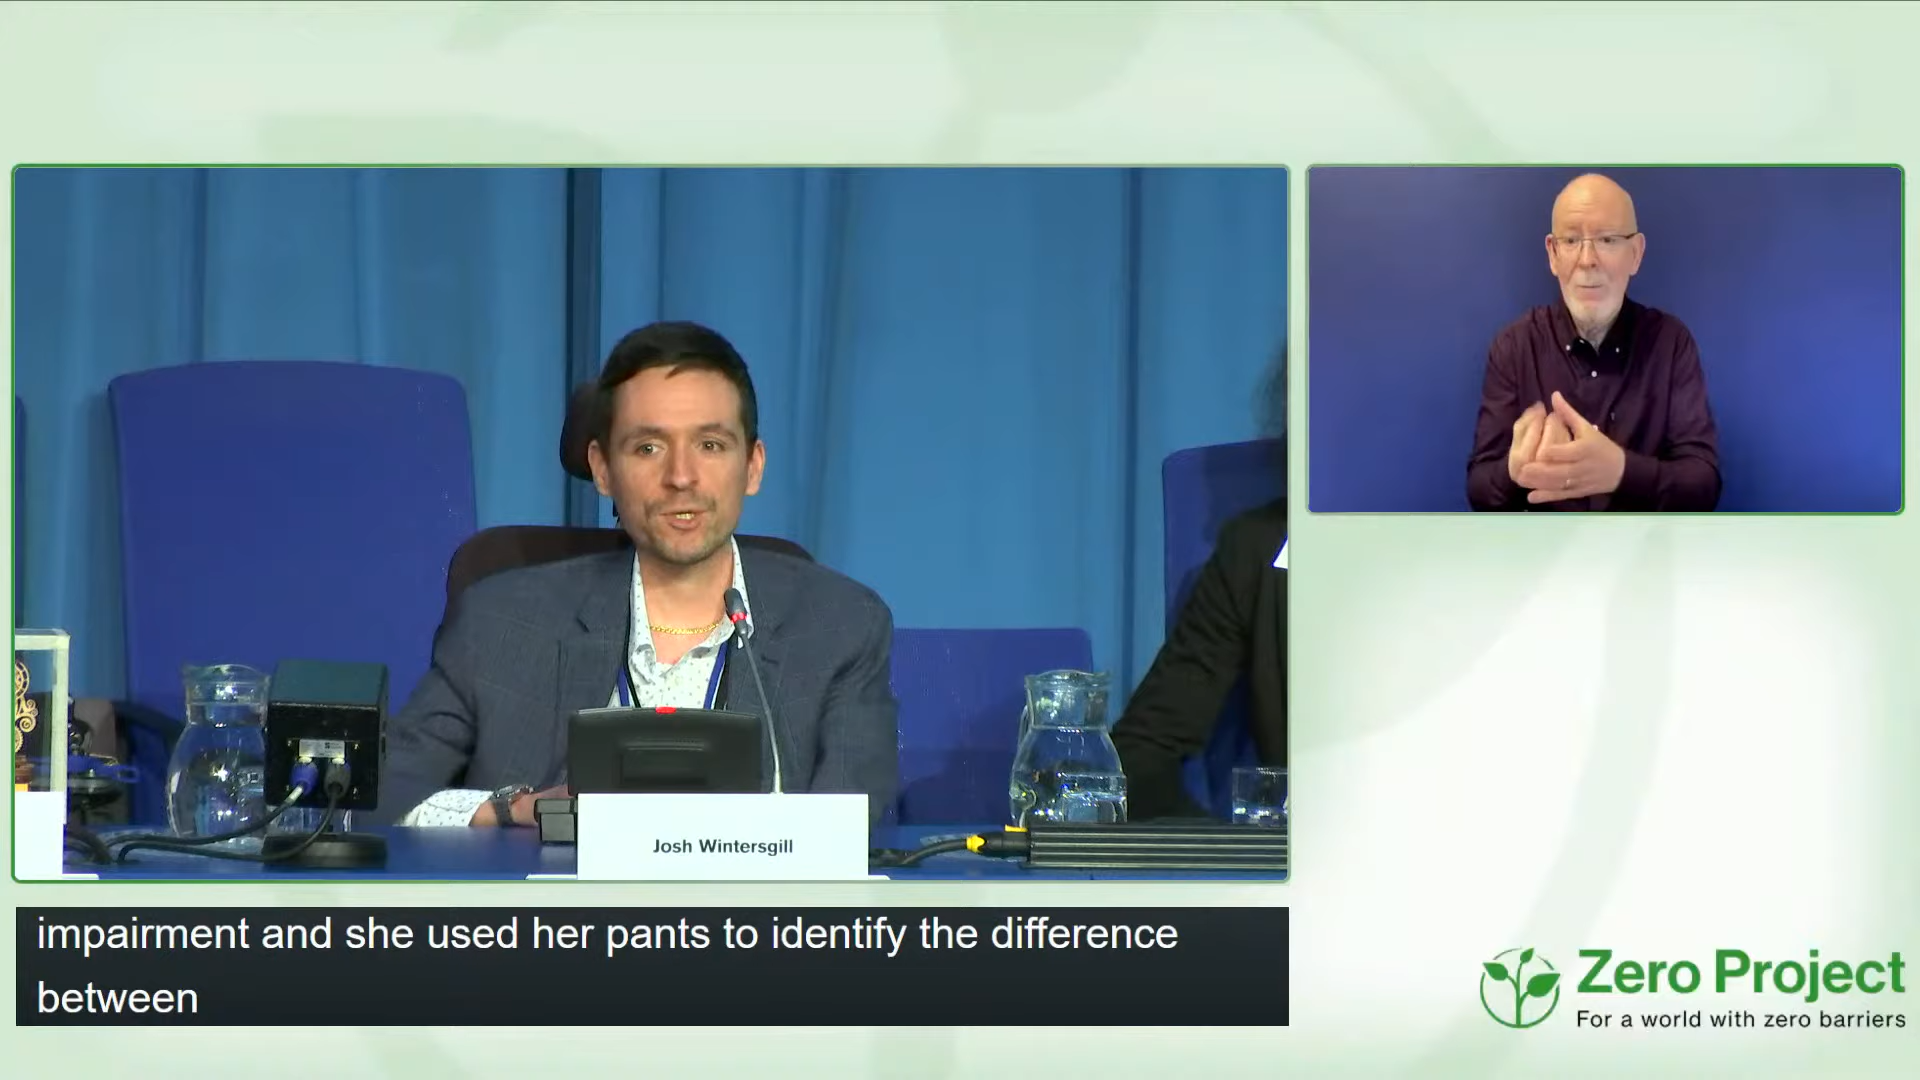 Josh Wintersgill
impairment and she used her pants to identify the difference
between
Zero Project
For a world with zero barriers